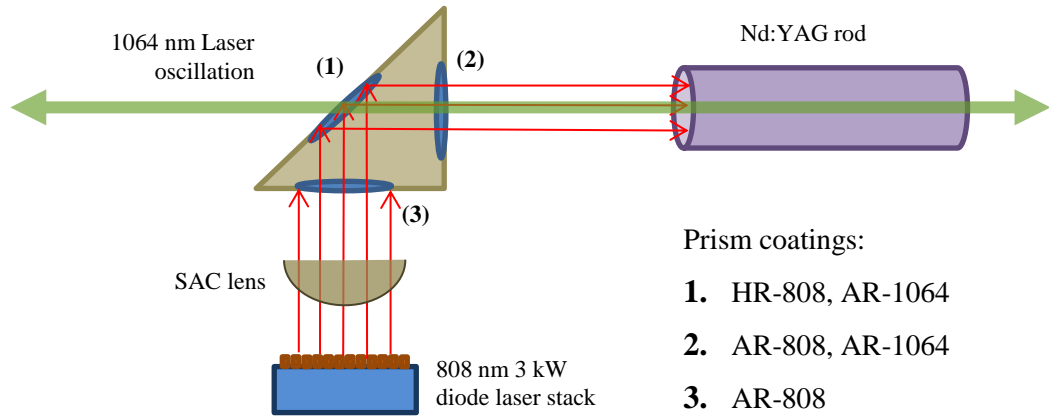 1064 nm Laser
oscillation
(1)
(2)
Nd:YAG rod
(3)
SAC lens
808 nm 3 kW
diode laser stack
Prism coatings:
1. HR-808, AR-1064
2. AR-808, AR-1064
3. AR-808